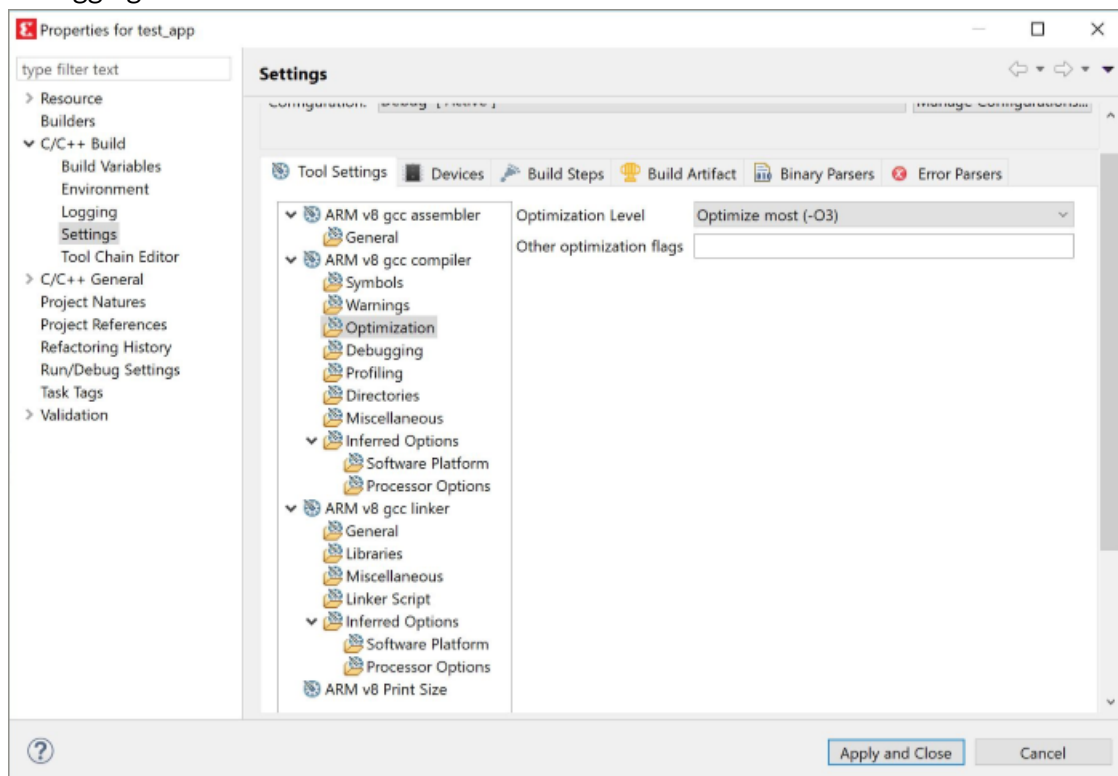 Properties for test_app
type filter text
Resource
Builders
C/C++ Build
Build Variables
Environment
Logging
Settings
Tool Chain Editor
C/C++ General
Project Natures
Project References
Refactoring History
Run/Debug Settings
Task Tags
Validation
Settings
Configuration: Debug [ Active ] Manage Configurations...
Tool Settings Devices Build Steps Build Artifact Binary Parsers Error Parsers
ARM v8 gcc assembler
General
ARM v8 gcc compiler
Symbols
Warnings
Optimization
Debugging
Profiling
Directories
Miscellaneous
Inferred Options
Software Platform
Processor Options
ARM v8 gcc linker
General
Libraries
Miscellaneous
Linker Script
Inferred Options
Software Platform
Processor Options
ARM v8 Print Size
Optimization Level Optimize most (-O3)
Other optimization flags
Apply and Close Cancel